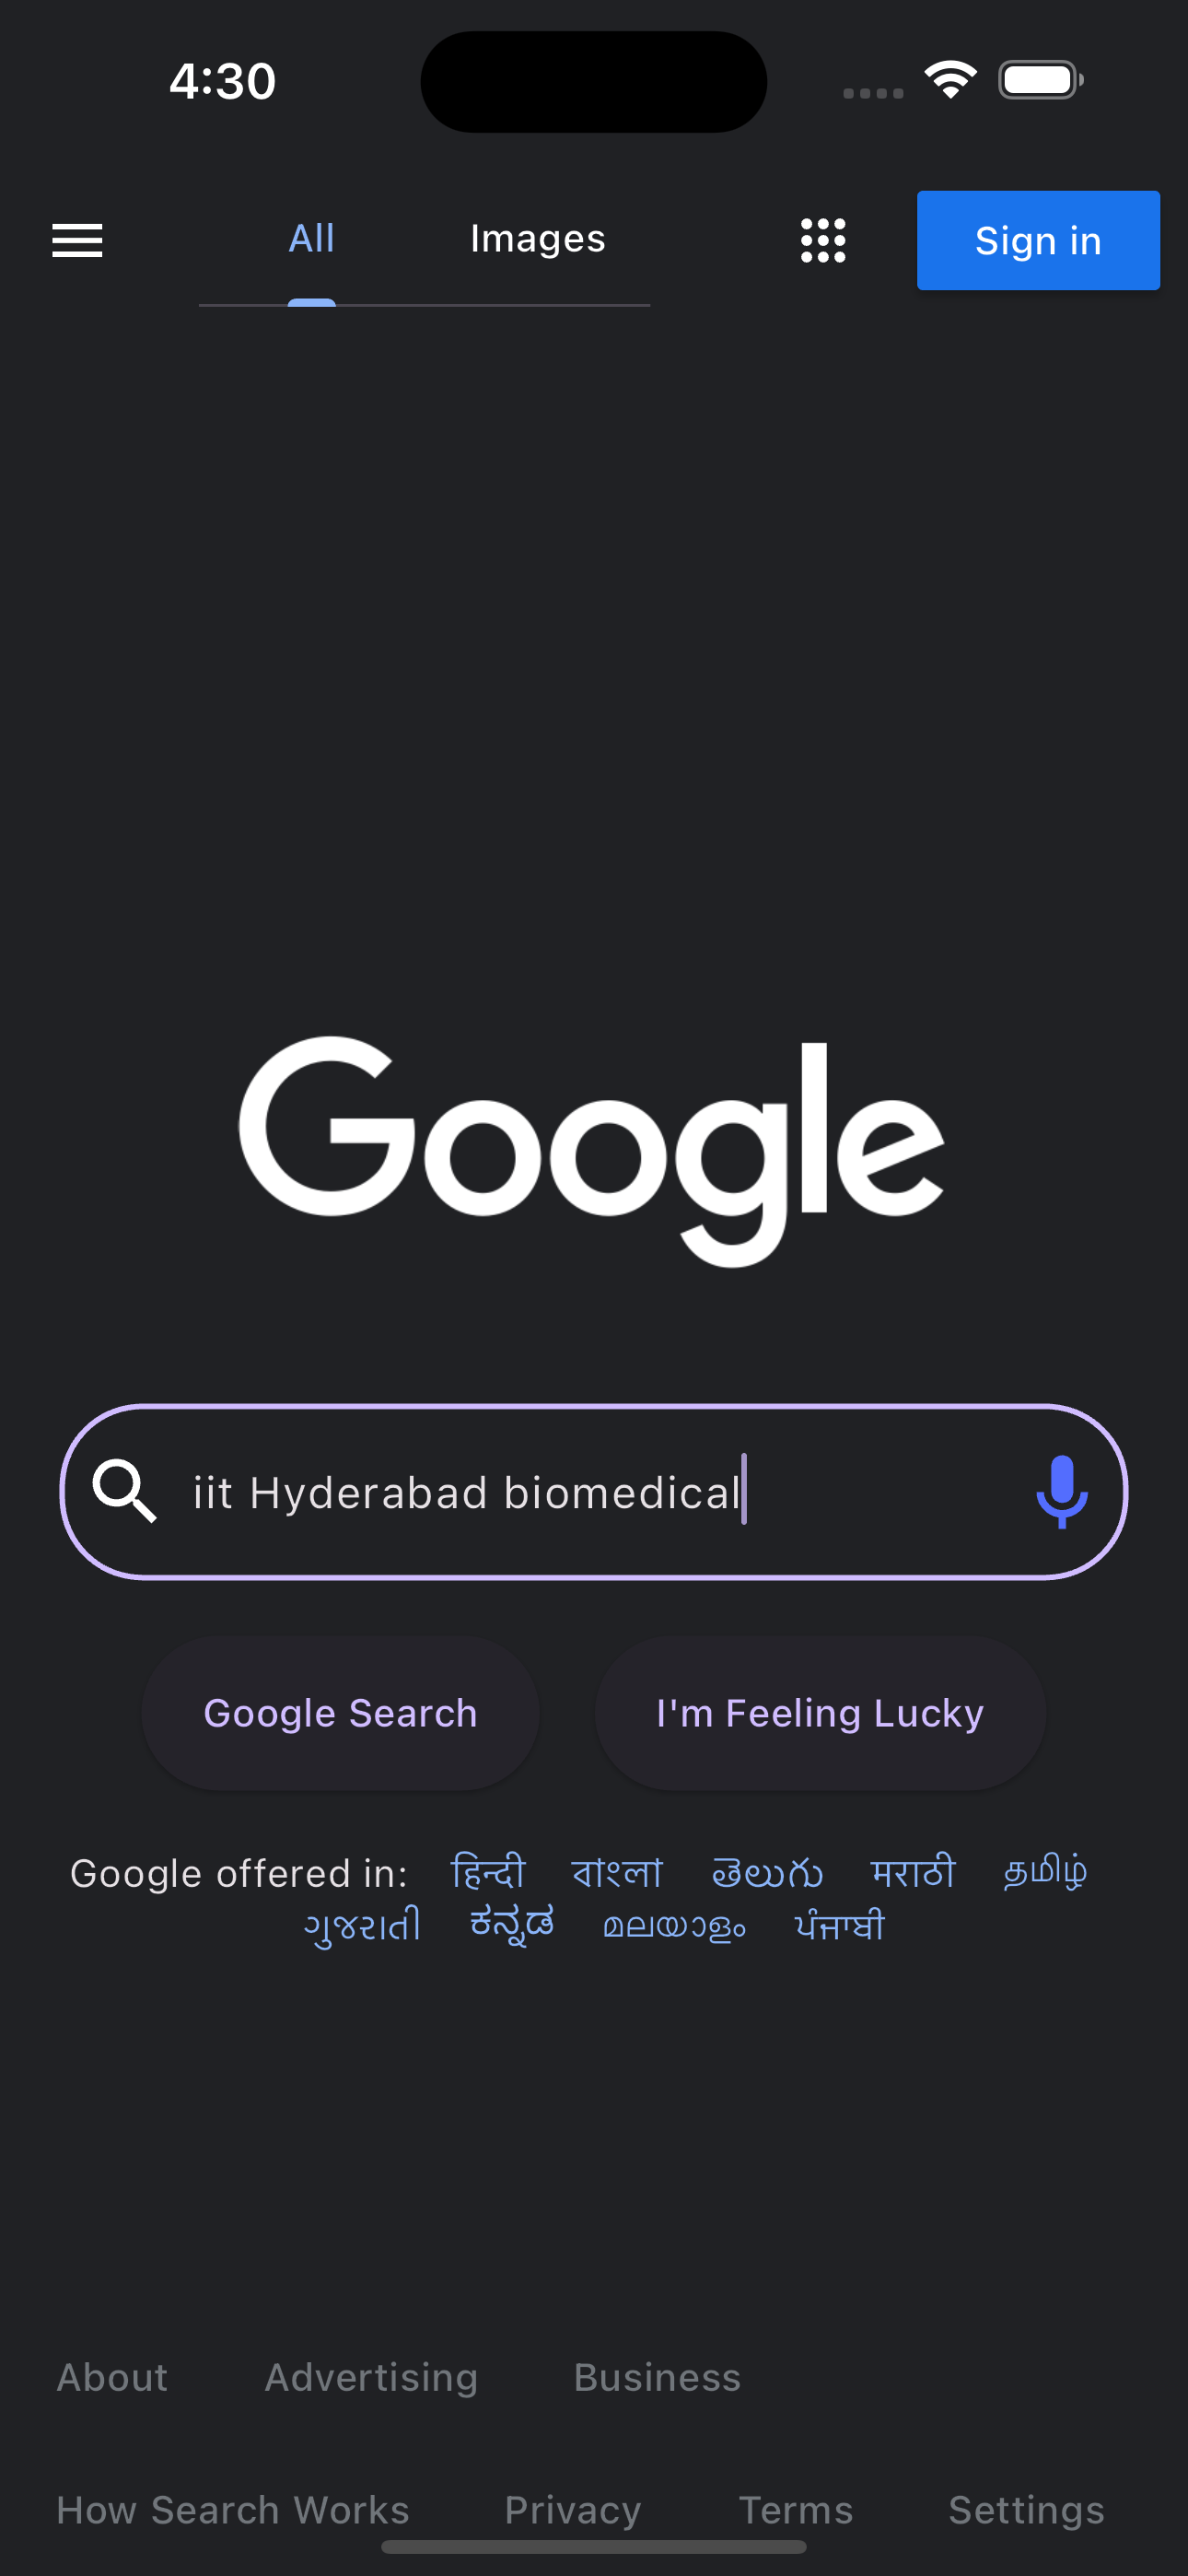 4:30
All Images Sign in
Google
iit Hyderabad biomedical
Google Search I'm Feeling Lucky
Google offered in: हिन्दी বাংলা తెలుగు मराठी தமிழ்
ગુજરાતી ಕನ್ನಡ മലയാളം ਪੰਜਾਬੀ
About Advertising Business
How Search Works Privacy Terms Settings